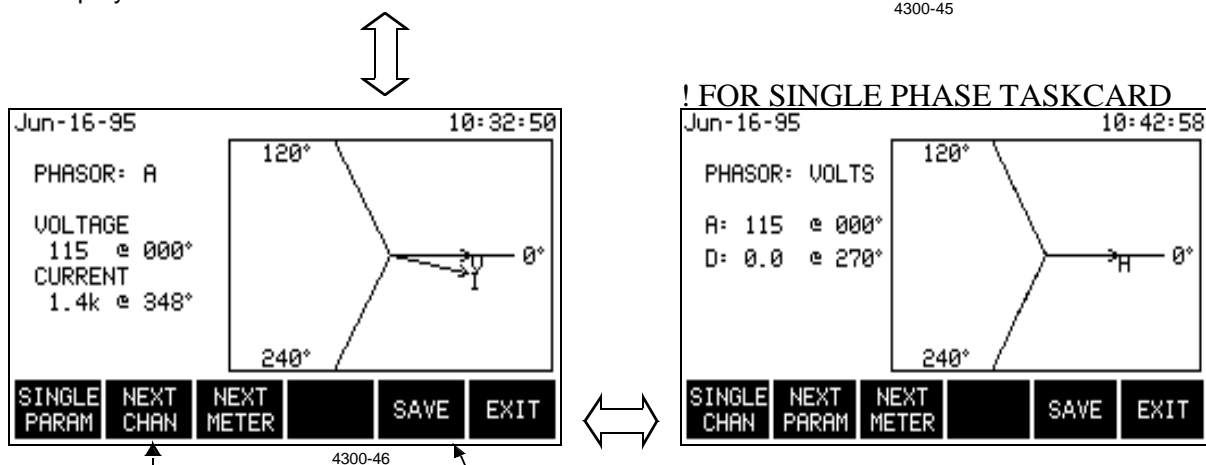 4300-45
! FOR SINGLE PHASE TASKCARD
Jun-16-95 10:32:50
PHASOR: A
VOLTAGE
115 @ 000°
CURRENT
1.4k @ 348°
120°
0°
V
I
240°
SINGLE PARAM
NEXT CHAN
NEXT METER
SAVE
EXIT
4300-46
Jun-16-95 10:42:58
PHASOR: VOLTS
A: 115 @ 000°
D: 0.0 @ 270°
120°
0°
A
240°
SINGLE CHAN
NEXT PARAM
NEXT METER
SAVE
EXIT